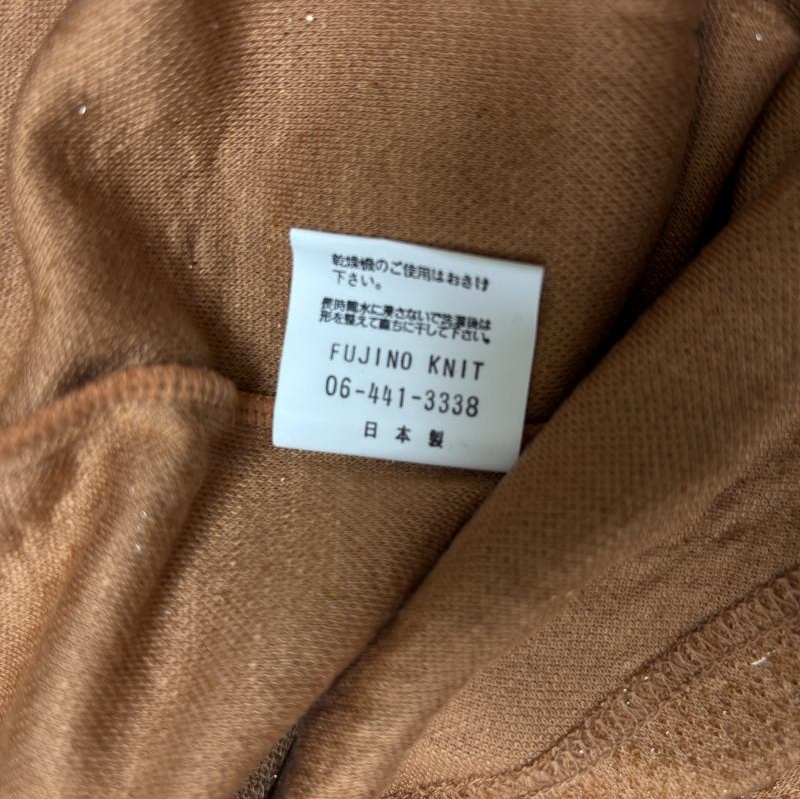 乾燥機のご使用はおさけ
下さい。
長時間水に浸さないで洗濯後は
形を整えて直ちに干して下さい。
FUJINO KNIT
06-441-3338
日本製